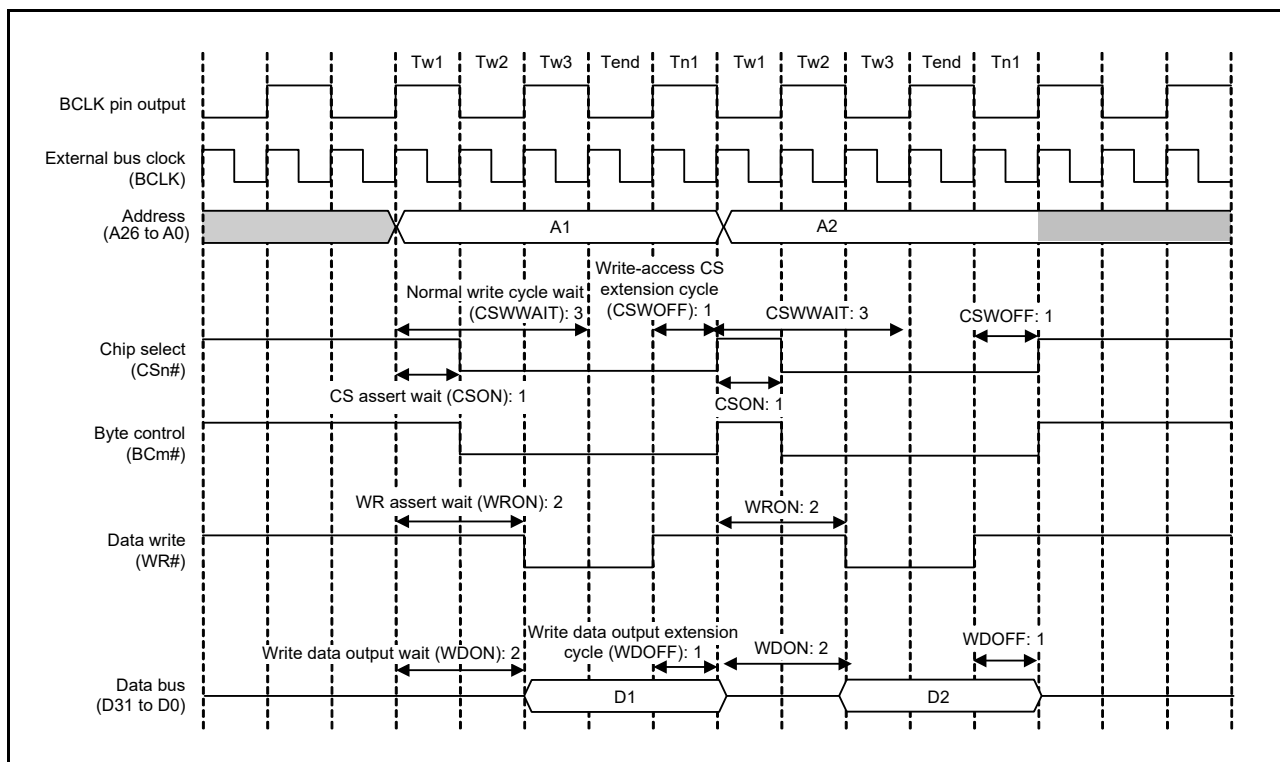 Tw1 Tw2 Tw3 Tend Tn1 Tw1 Tw2 Tw3 Tend Tn1
BCLK pin output
External bus clock
(BCLK)
Address
(A26 to A0)
A1 A2
Write-access CS
extension cycle
(CSWOFF): 1
Normal write cycle wait
(CSWWAIT): 3
CSWWAIT: 3
CSWOFF: 1
Chip select
(CSn#)
CS assert wait (CSON): 1
CSON: 1
Byte control
(BCm#)
WR assert wait (WRON): 2
WRON: 2
Data write
(WR#)
Write data output wait (WDON): 2
Write data output extension
cycle (WDOFF): 1
WDON: 2
WDOFF: 1
Data bus
(D31 to D0)
D1 D2